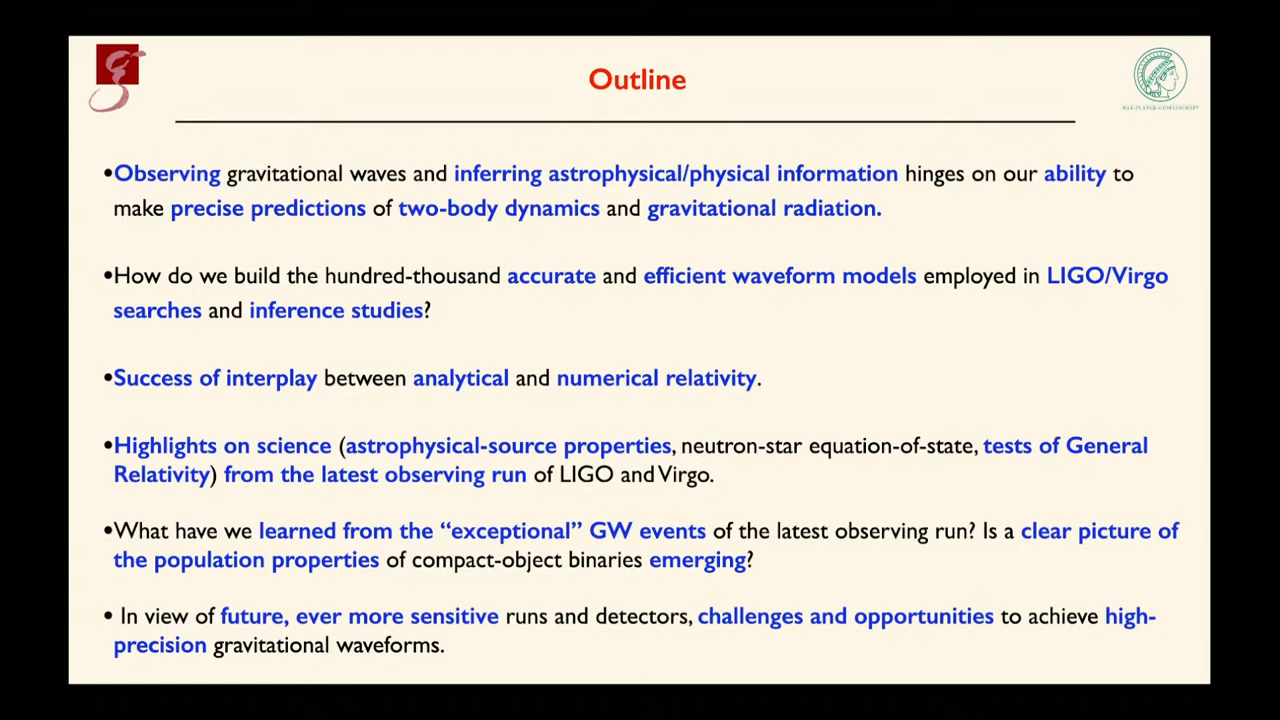 Outline
MAX-PLANCK-GESELLSCHAFT
•Observing gravitational waves and inferring astrophysical/physical information hinges on our ability to
make precise predictions of two-body dynamics and gravitational radiation.
•How do we build the hundred-thousand accurate and efficient waveform models employed in LIGO/Virgo
searches and inference studies?
•Success of interplay between analytical and numerical relativity.
•Highlights on science (astrophysical-source properties, neutron-star equation-of-state, tests of General
Relativity) from the latest observing run of LIGO and Virgo.
•What have we learned from the “exceptional” GW events of the latest observing run? Is a clear picture of
the population properties of compact-object binaries emerging?
• In view of future, ever more sensitive runs and detectors, challenges and opportunities to achieve high-
precision gravitational waveforms.